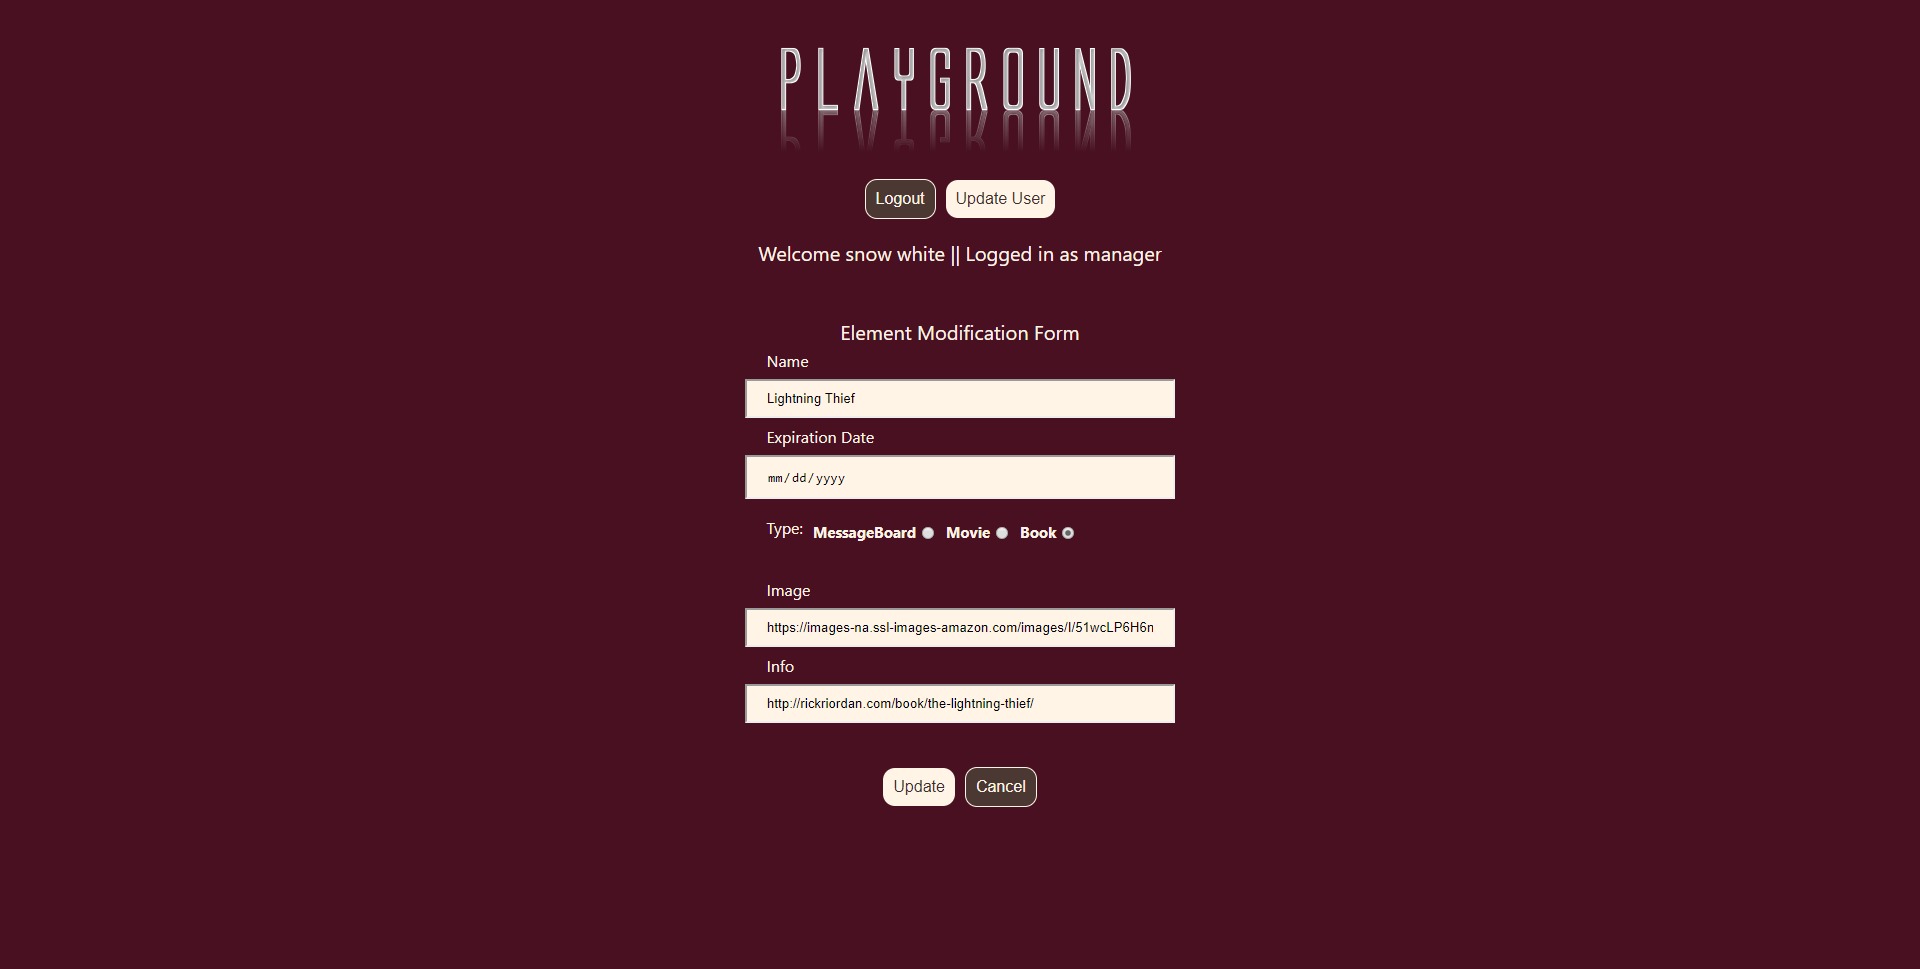 PLAYGROUND
Logout Update User
Welcome snow white || Logged in as manager
Element Modification Form
Name
Lightning Thief
Expiration Date
mm/dd/yyyy
Type: MessageBoard Movie Book
Image
https://images-na.ssl-images-amazon.com/images/I/51wcLP6H6r
Info
http://rickriordan.com/book/the-lightning-thief/
Update Cancel